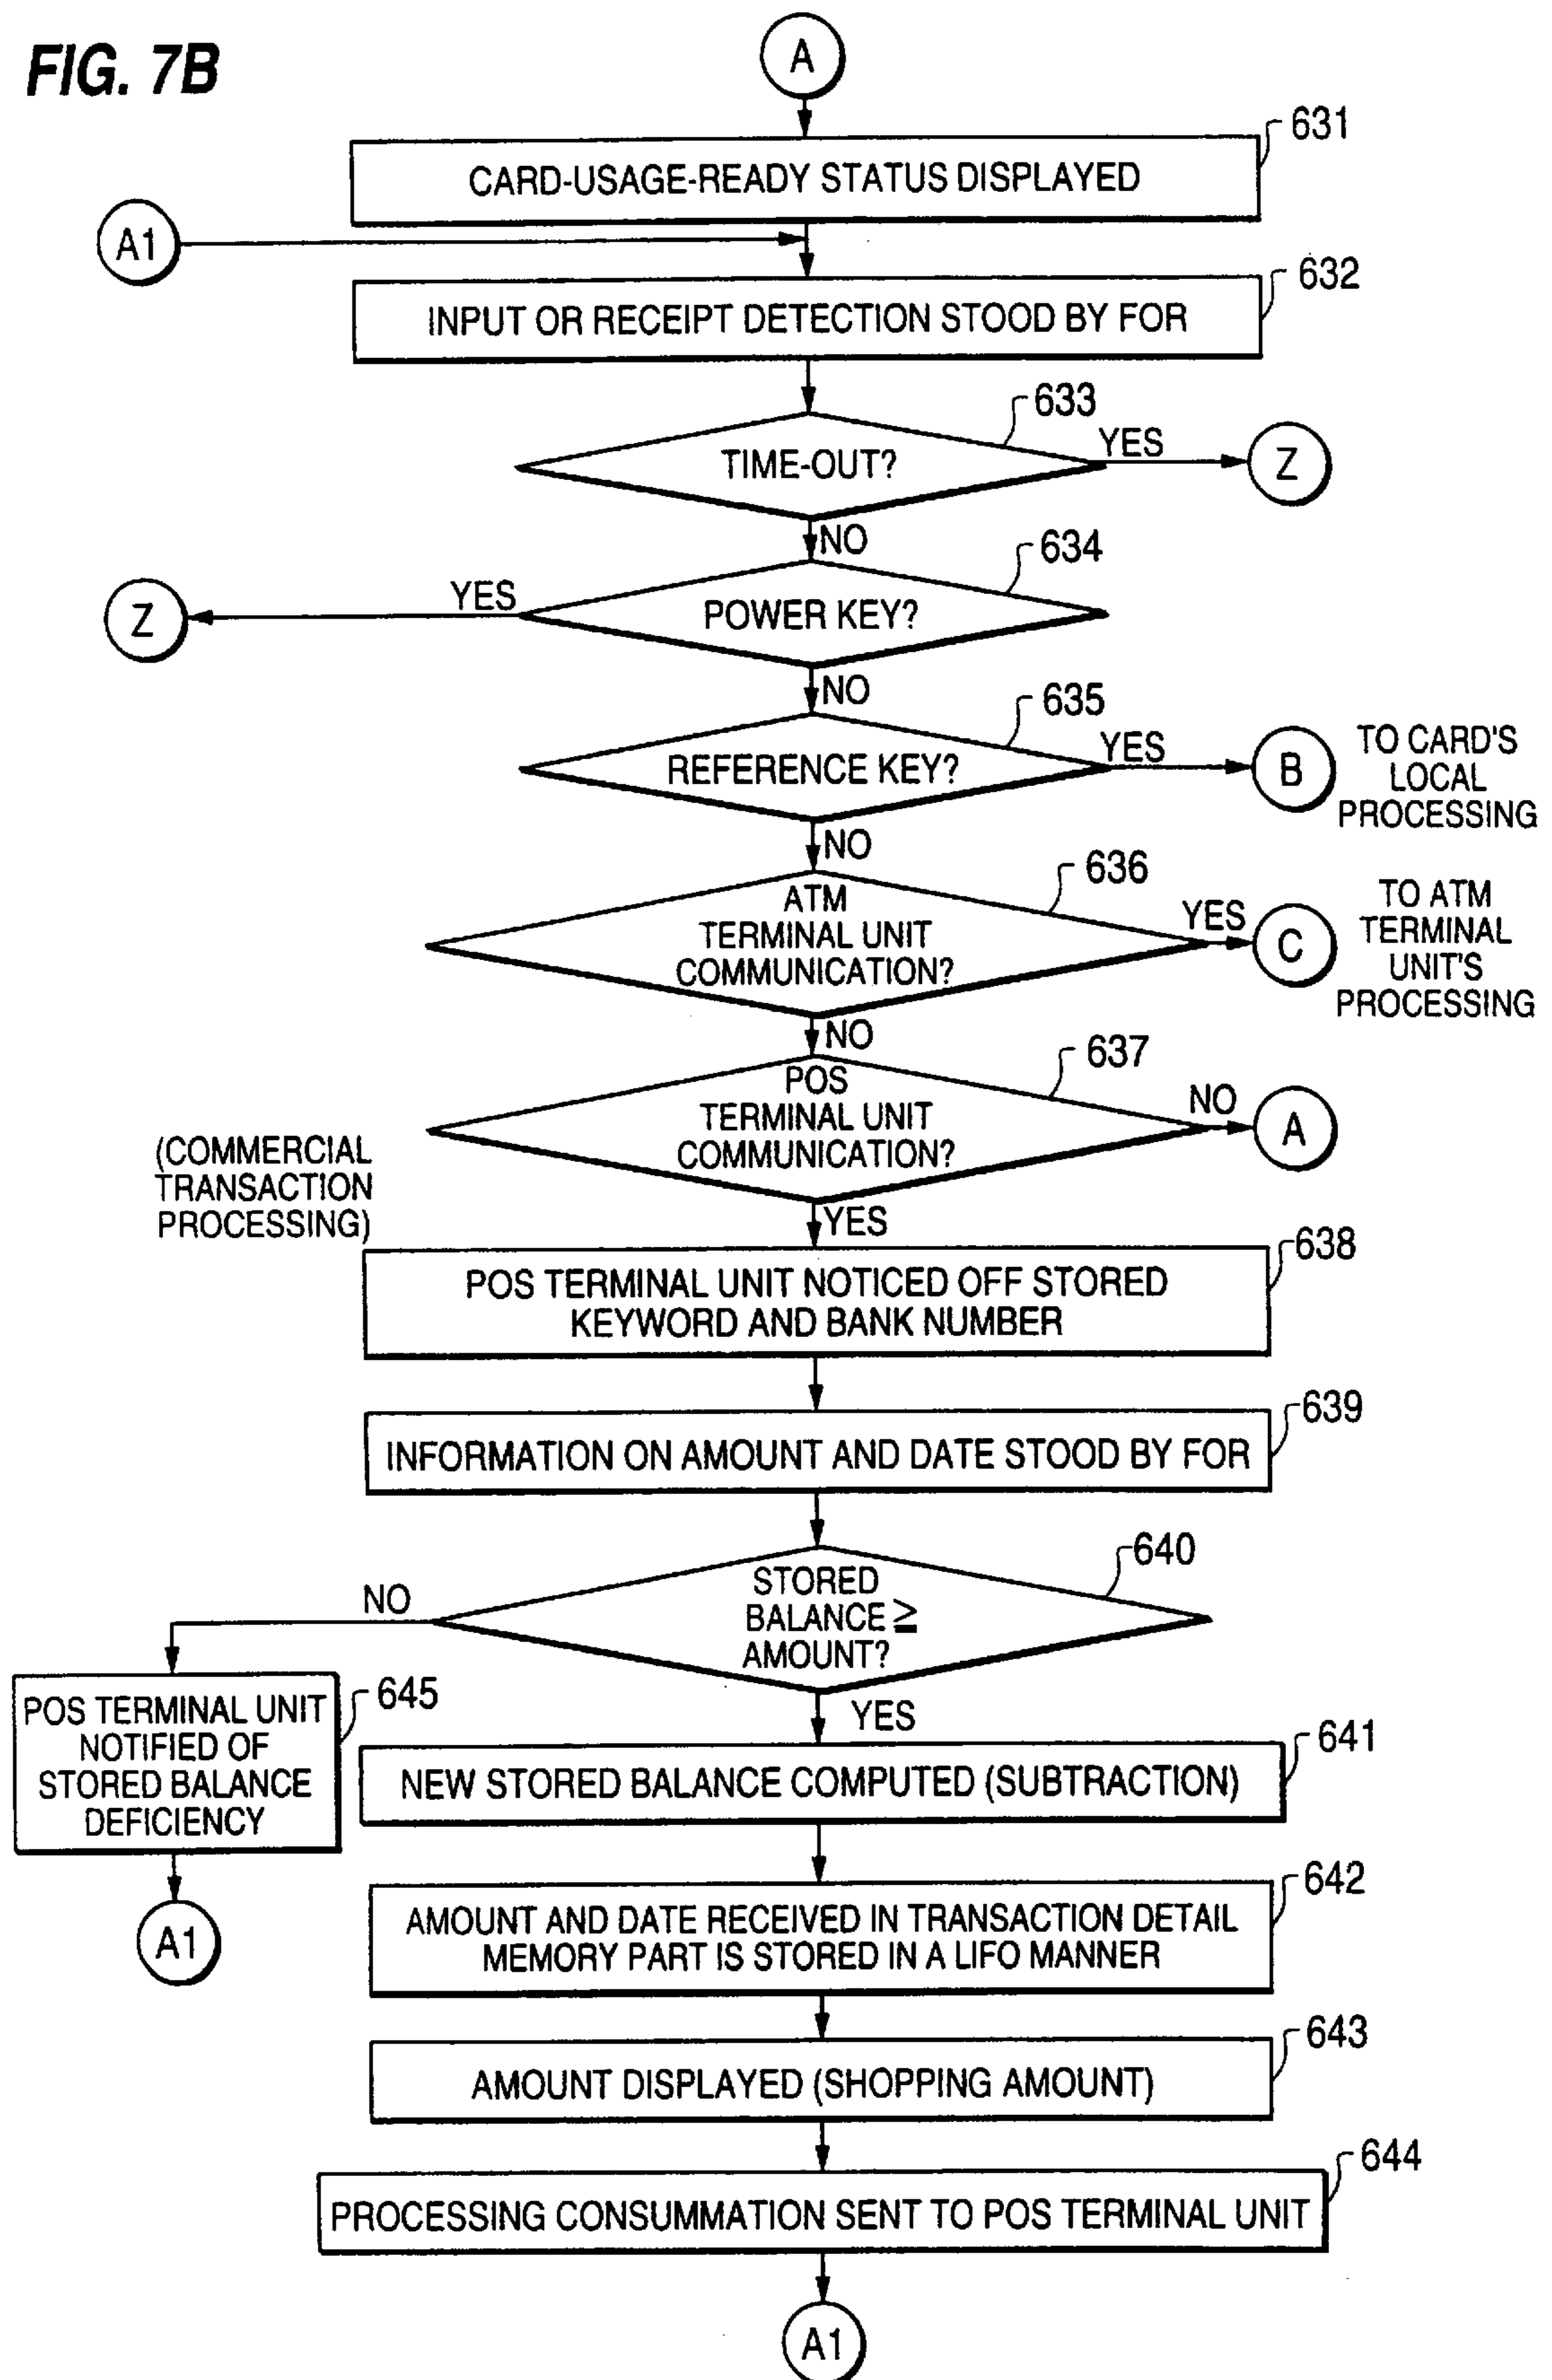 FIG. 7B
A
631
CARD-USAGE-READY STATUS DISPLAYED
A1
632
INPUT OR RECEIPT DETECTION STOOD BY FOR
633
TIME-OUT?
YES
Z
NO
634
POWER KEY?
YES
Z
NO
635
REFERENCE KEY?
YES
B
TO CARD'S
LOCAL
PROCESSING
NO
636
ATM
TERMINAL UNIT
COMMUNICATION?
YES
C
TO ATM
TERMINAL
UNIT'S
PROCESSING
NO
637
POS
TERMINAL UNIT
COMMUNICATION?
NO
A
(COMMERCIAL
TRANSACTION
PROCESSING)
YES
638
POS TERMINAL UNIT NOTICED OFF STORED
KEYWORD AND BANK NUMBER
639
INFORMATION ON AMOUNT AND DATE STOOD BY FOR
640
STORED
BALANCE ≥
AMOUNT?
NO
645
POS TERMINAL UNIT
NOTIFIED OF
STORED BALANCE
DEFICIENCY
A1
YES
641
NEW STORED BALANCE COMPUTED (SUBTRACTION)
642
AMOUNT AND DATE RECEIVED IN TRANSACTION DETAIL
MEMORY PART IS STORED IN A LIFO MANNER
643
AMOUNT DISPLAYED (SHOPPING AMOUNT)
644
PROCESSING CONSUMMATION SENT TO POS TERMINAL UNIT
A1